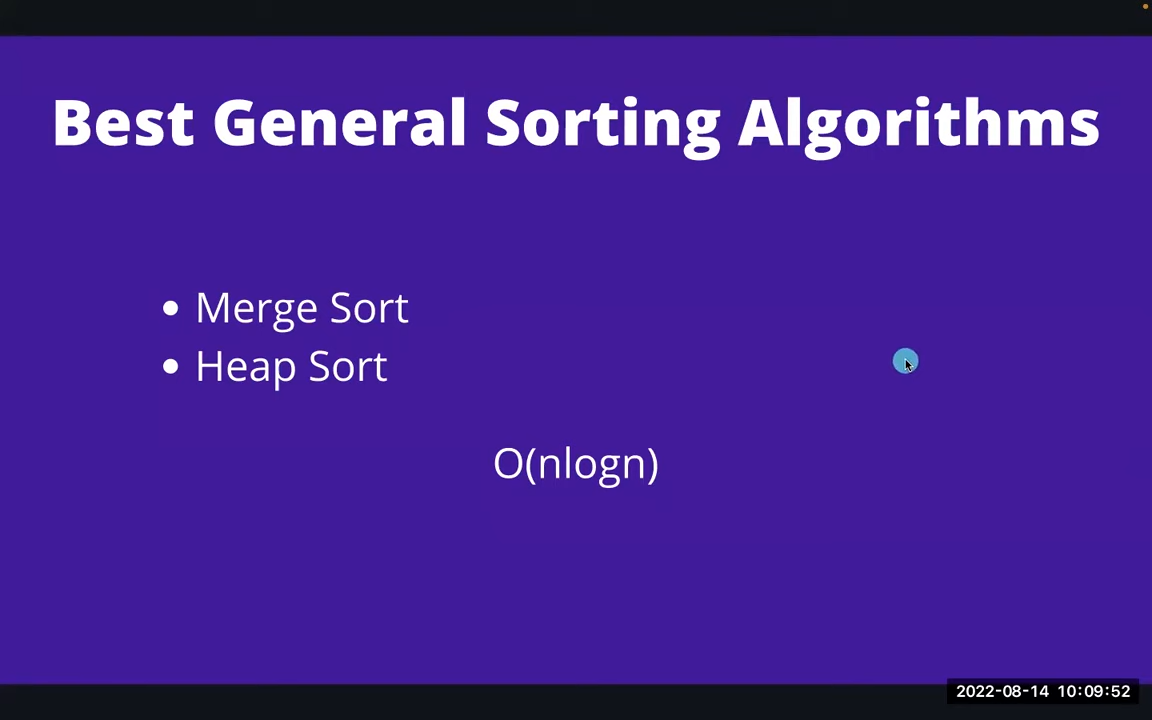 Best General Sorting Algorithms
• Merge Sort
• Heap Sort
O(nlogn)
2022-08-14 10:09:52